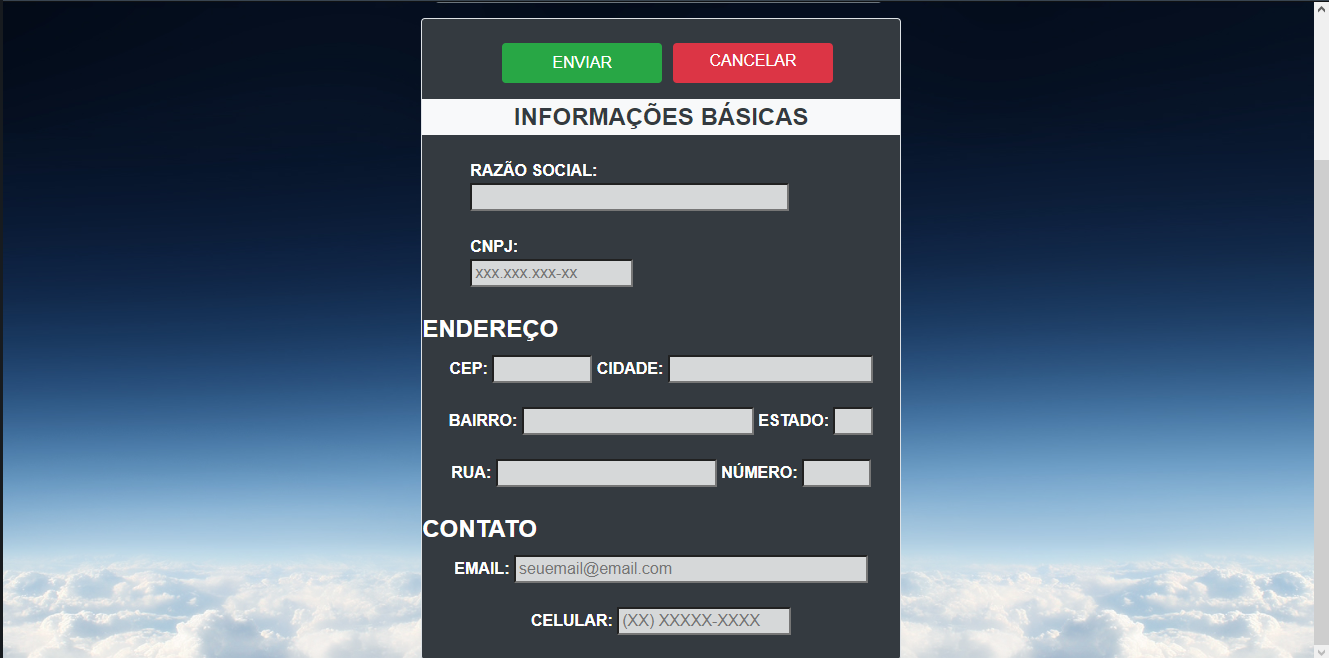 ENVIAR CANCELAR
INFORMAÇÕES BÁSICAS
RAZÃO SOCIAL:
CNPJ:
xxx.xxx.xxx-xx
ENDEREÇO
CEP: CIDADE:
BAIRRO: ESTADO:
RUA: NÚMERO:
CONTATO
EMAIL: seuemail@email.com
CELULAR: (XX) XXXXX-XXXX